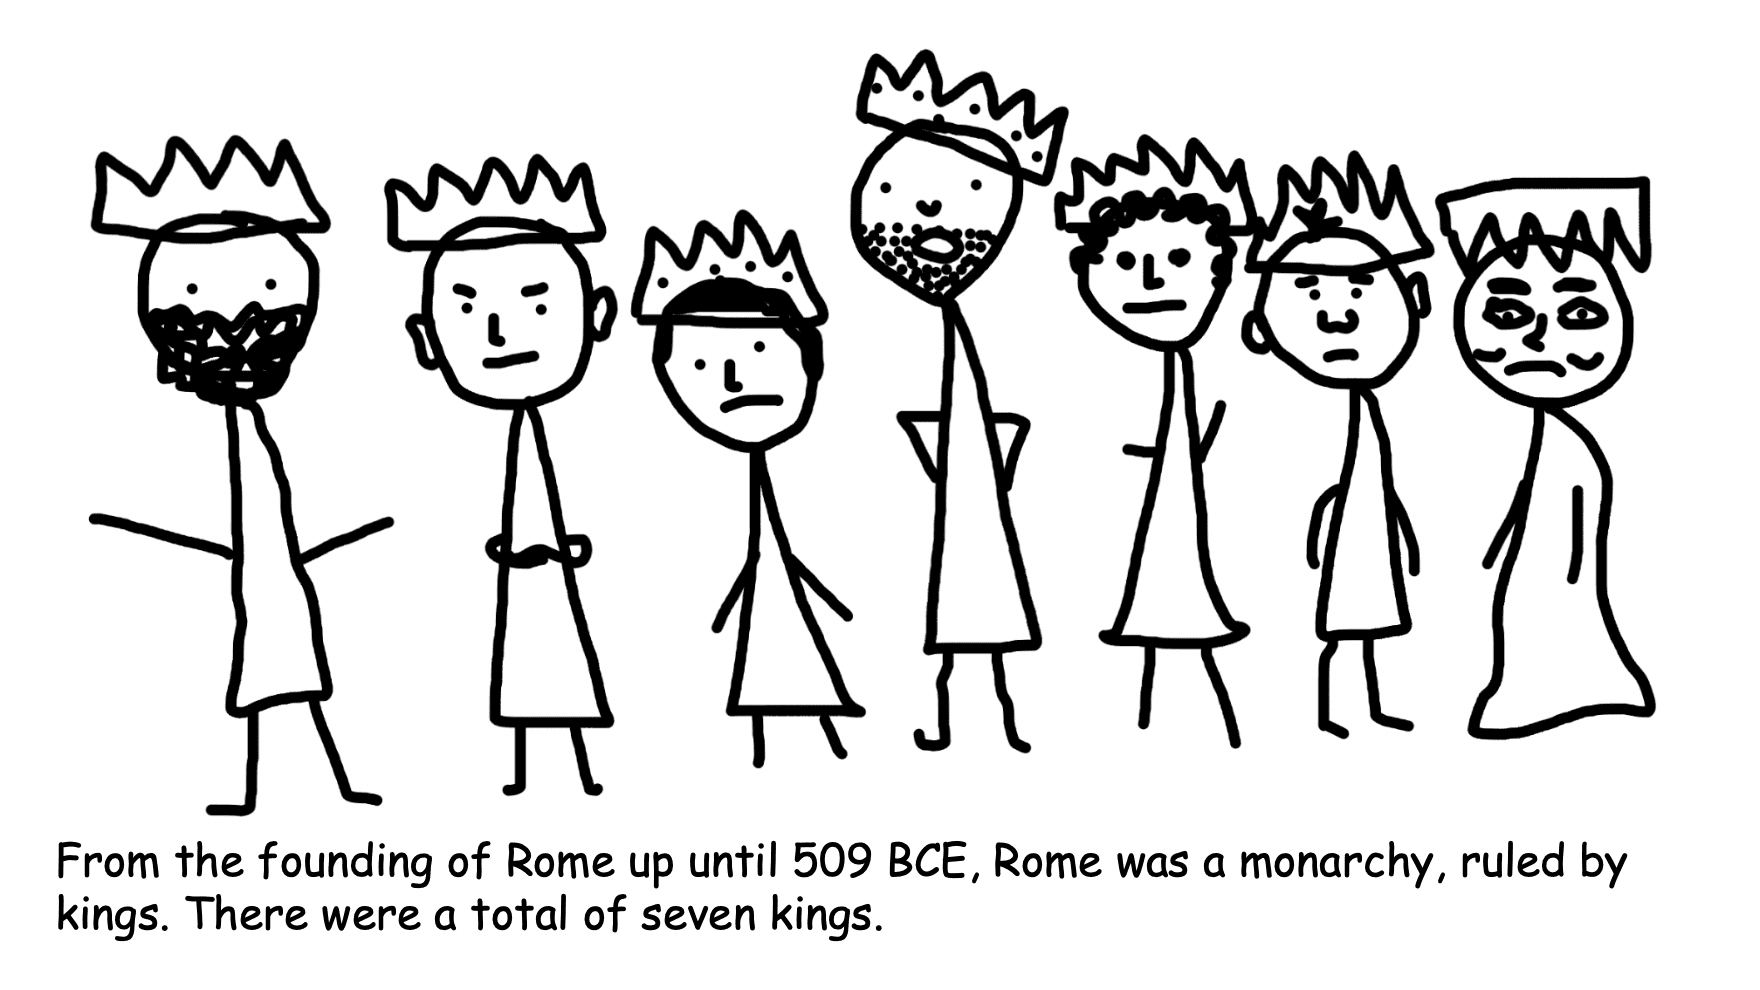 From the founding of Rome up until 509 BCE, Rome was a monarchy, ruled by
kings. There were a total of seven kings.